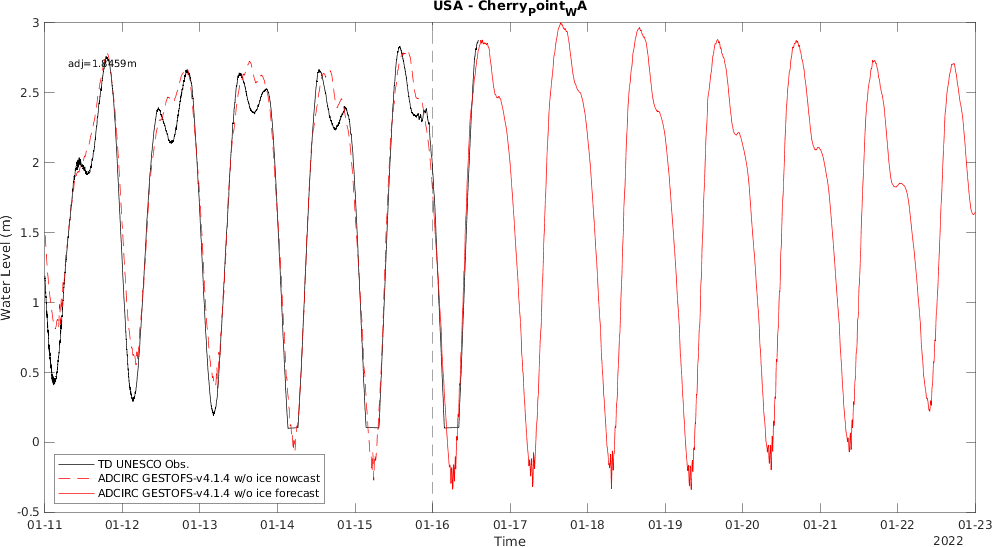 USA - Cherry_Point_WA
adj=1.8459m
3
2.5
2
1.5
1
0.5
0
-0.5
Water Level (m)
TD UNESCO Obs.
ADCIRC GESTOFS-v4.1.4 w/o ice nowcast
ADCIRC GESTOFS-v4.1.4 w/o ice forecast
01-11 01-12 01-13 01-14 01-15 01-16 01-17 01-18 01-19 01-20 01-21 01-22 01-23
Time
2022